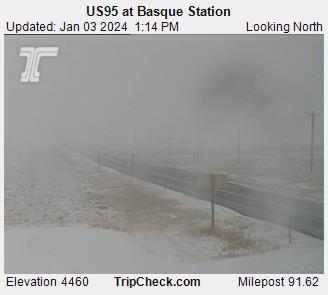 US95 at Basque Station
Updated: Jan 03 2024 1:14 PM Looking North
Elevation 4460 TripCheck.com Milepost 91.62